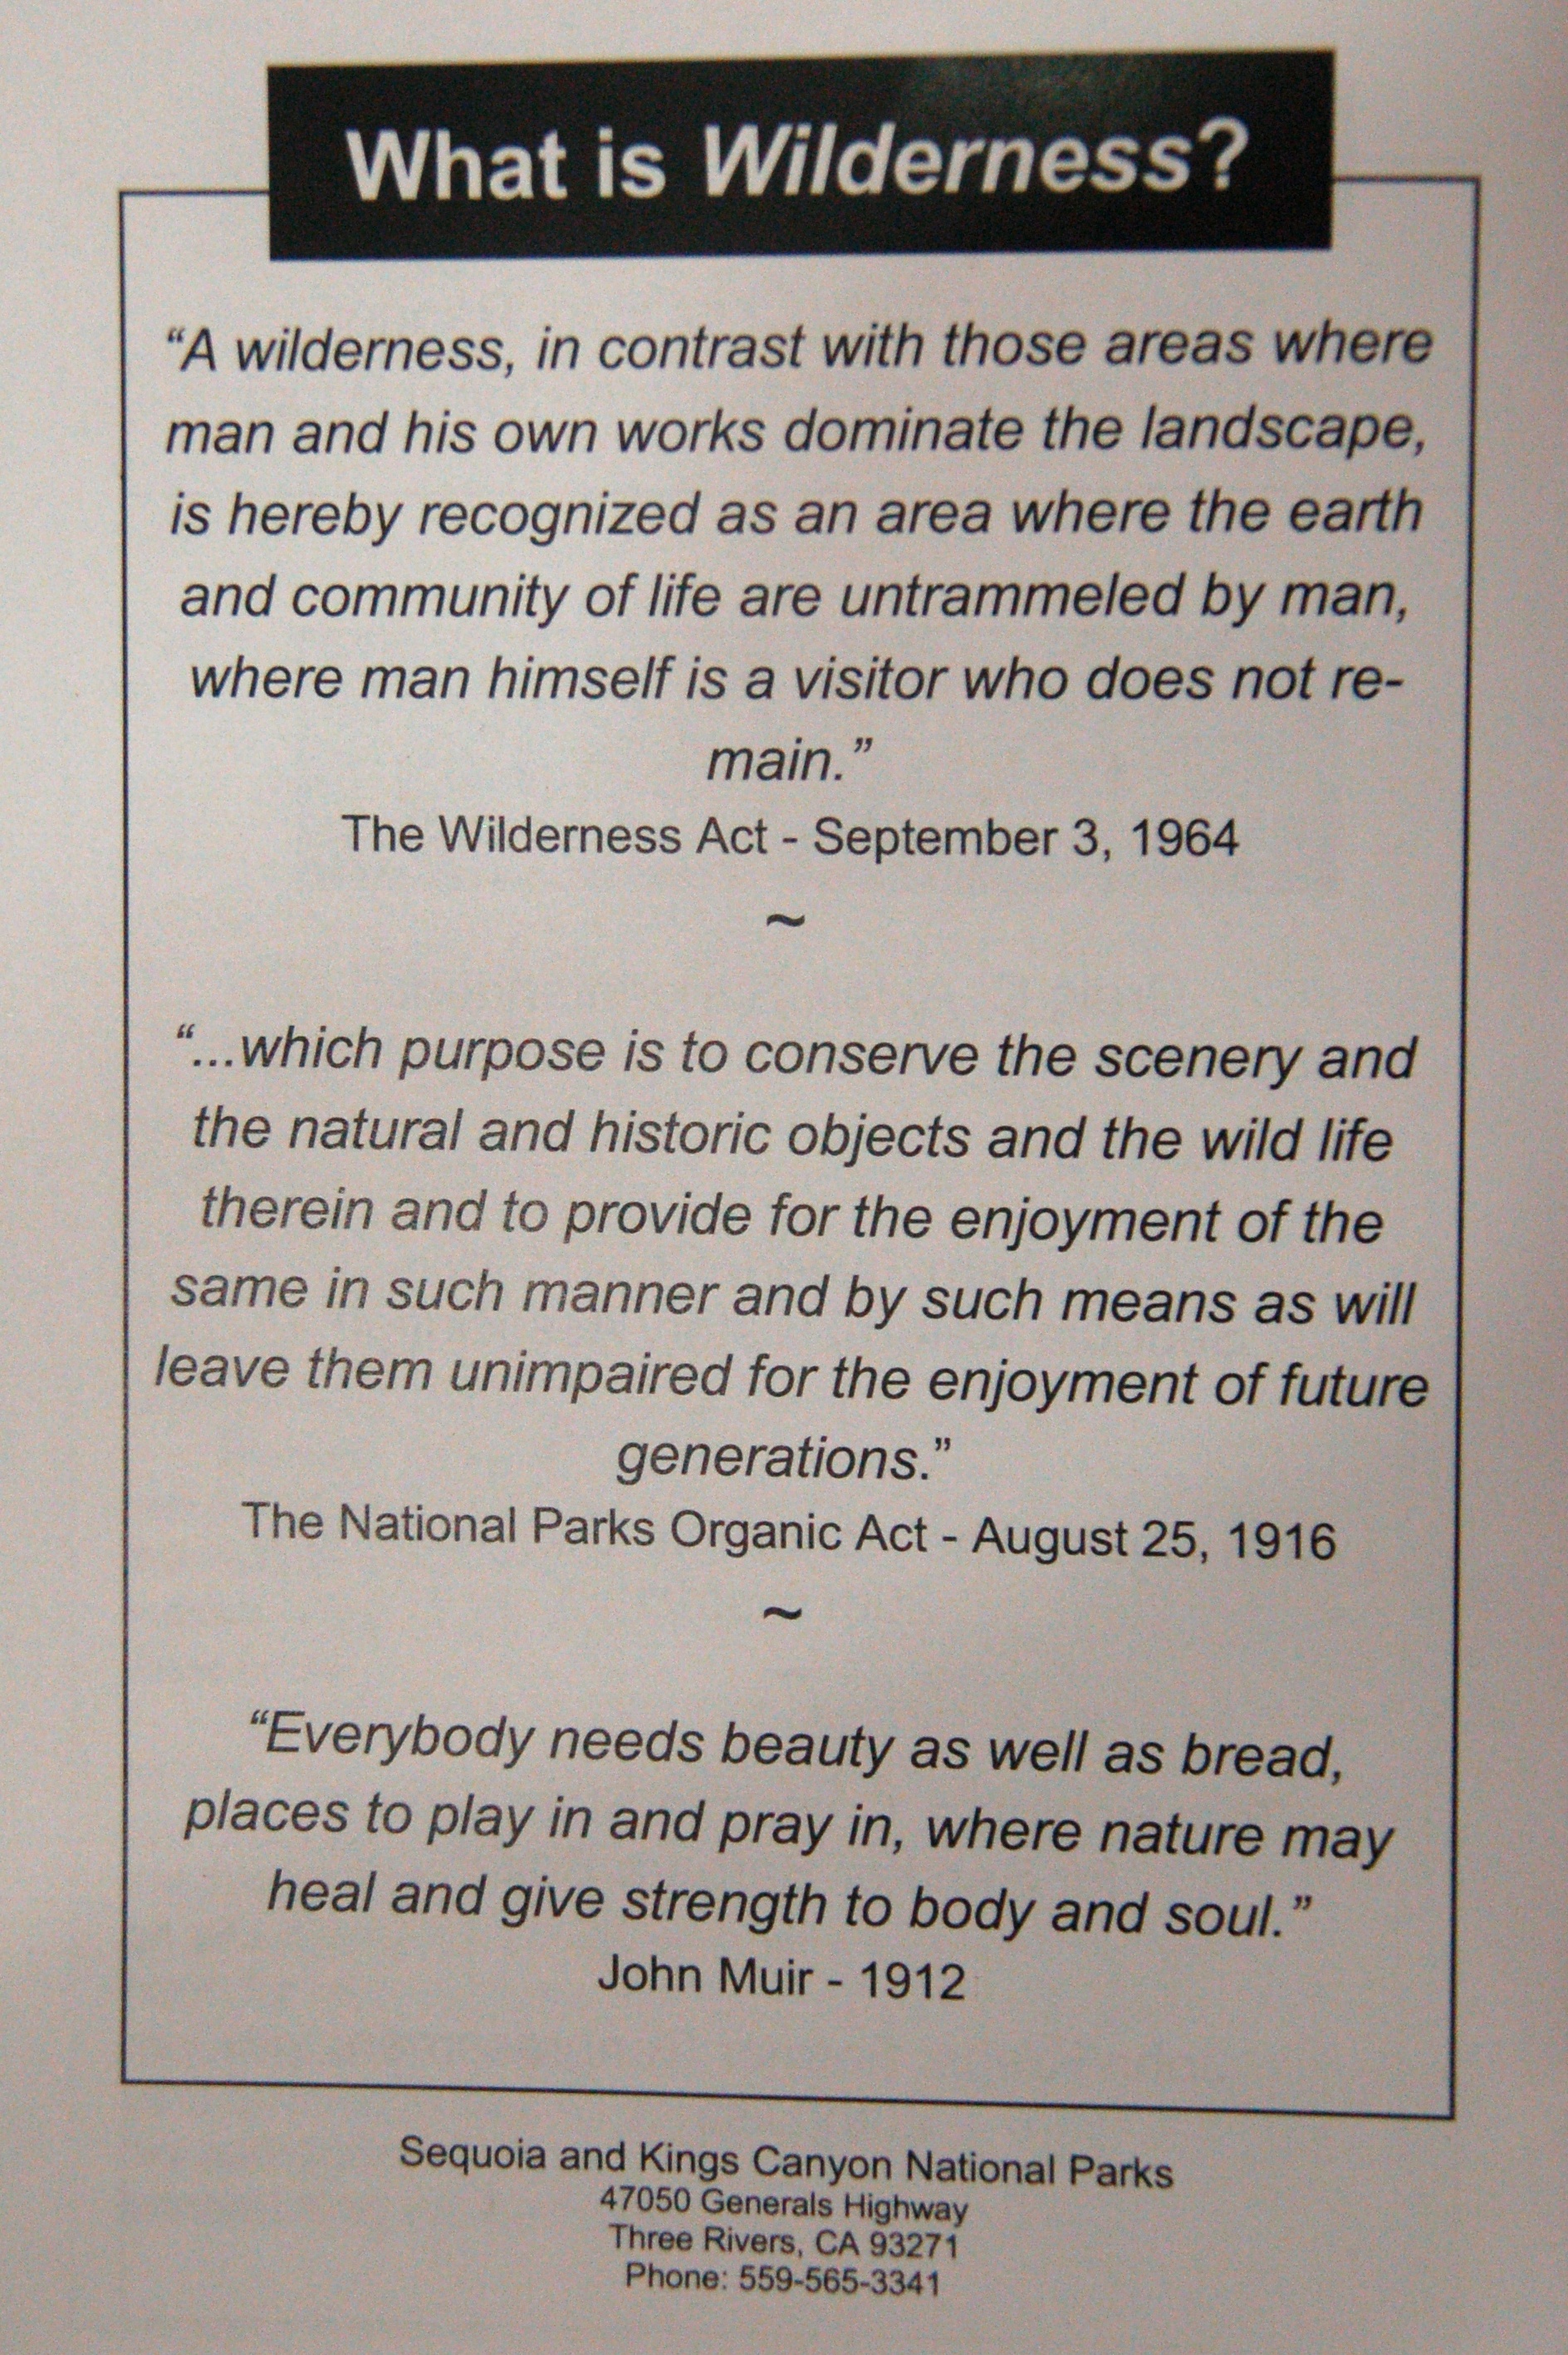 What is Wilderness?
“A wilderness, in contrast with those areas where
man and his own works dominate the landscape,
is hereby recognized as an area where the earth
and community of life are untrammeled by man,
where man himself is a visitor who does not re-
main.”
The Wilderness Act - September 3, 1964
~
“...which purpose is to conserve the scenery and
the natural and historic objects and the wild life
therein and to provide for the enjoyment of the
same in such manner and by such means as will
leave them unimpaired for the enjoyment of future
generations.”
The National Parks Organic Act - August 25, 1916
~
“Everybody needs beauty as well as bread,
places to play in and pray in, where nature may
heal and give strength to body and soul.”
John Muir - 1912
Sequoia and Kings Canyon National Parks
47050 Generals Highway
Three Rivers, CA 93271
Phone: 559-565-3341